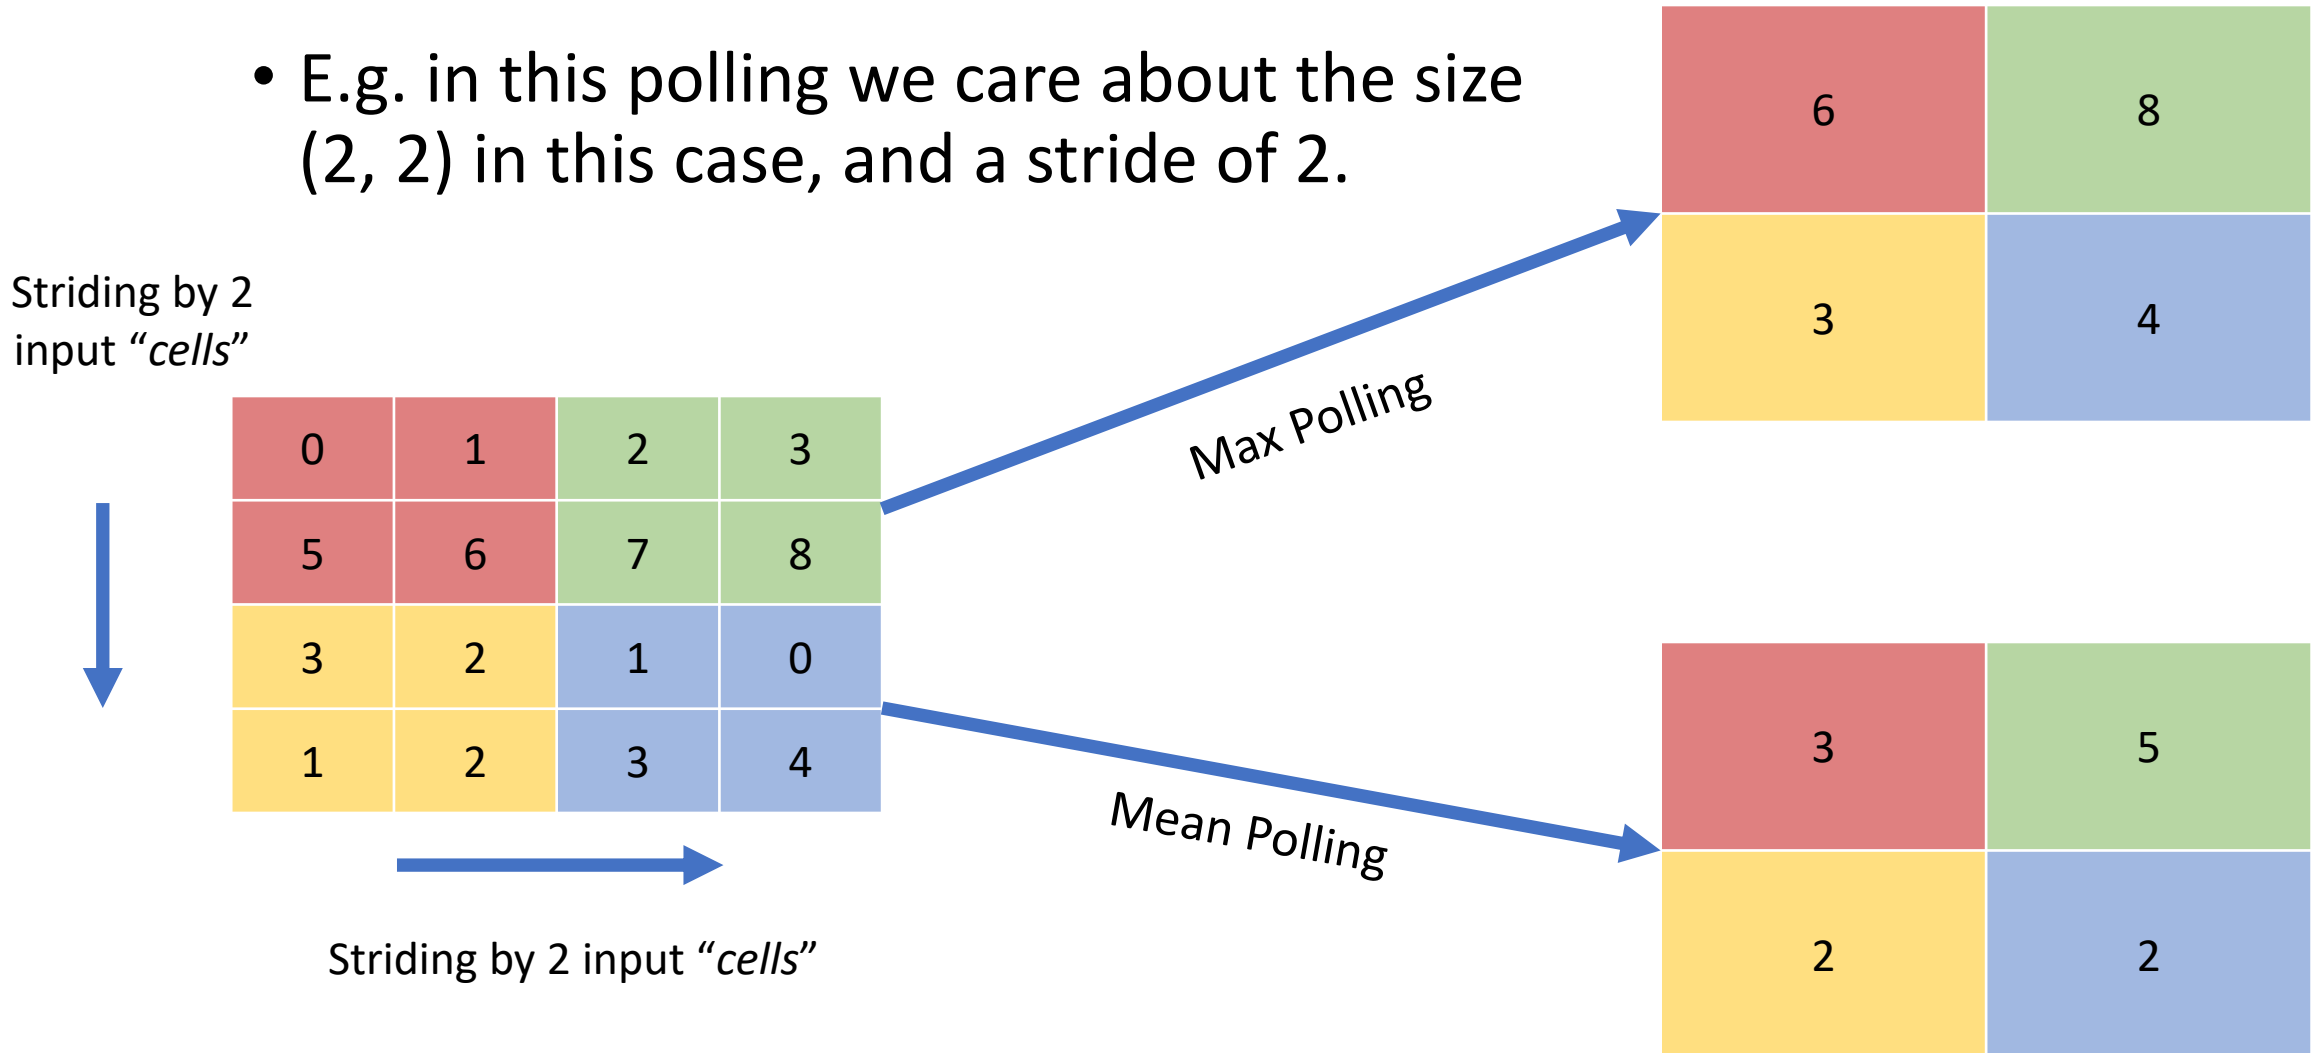 • E.g. in this polling we care about the size
(2, 2) in this case, and a stride of 2.
6 8
3 4
Striding by 2
input “cells”
Max Polling
0 1 2 3
5 6 7 8
3 2 1 0
1 2 3 4
Mean Polling
3 5
2 2
Striding by 2 input “cells”